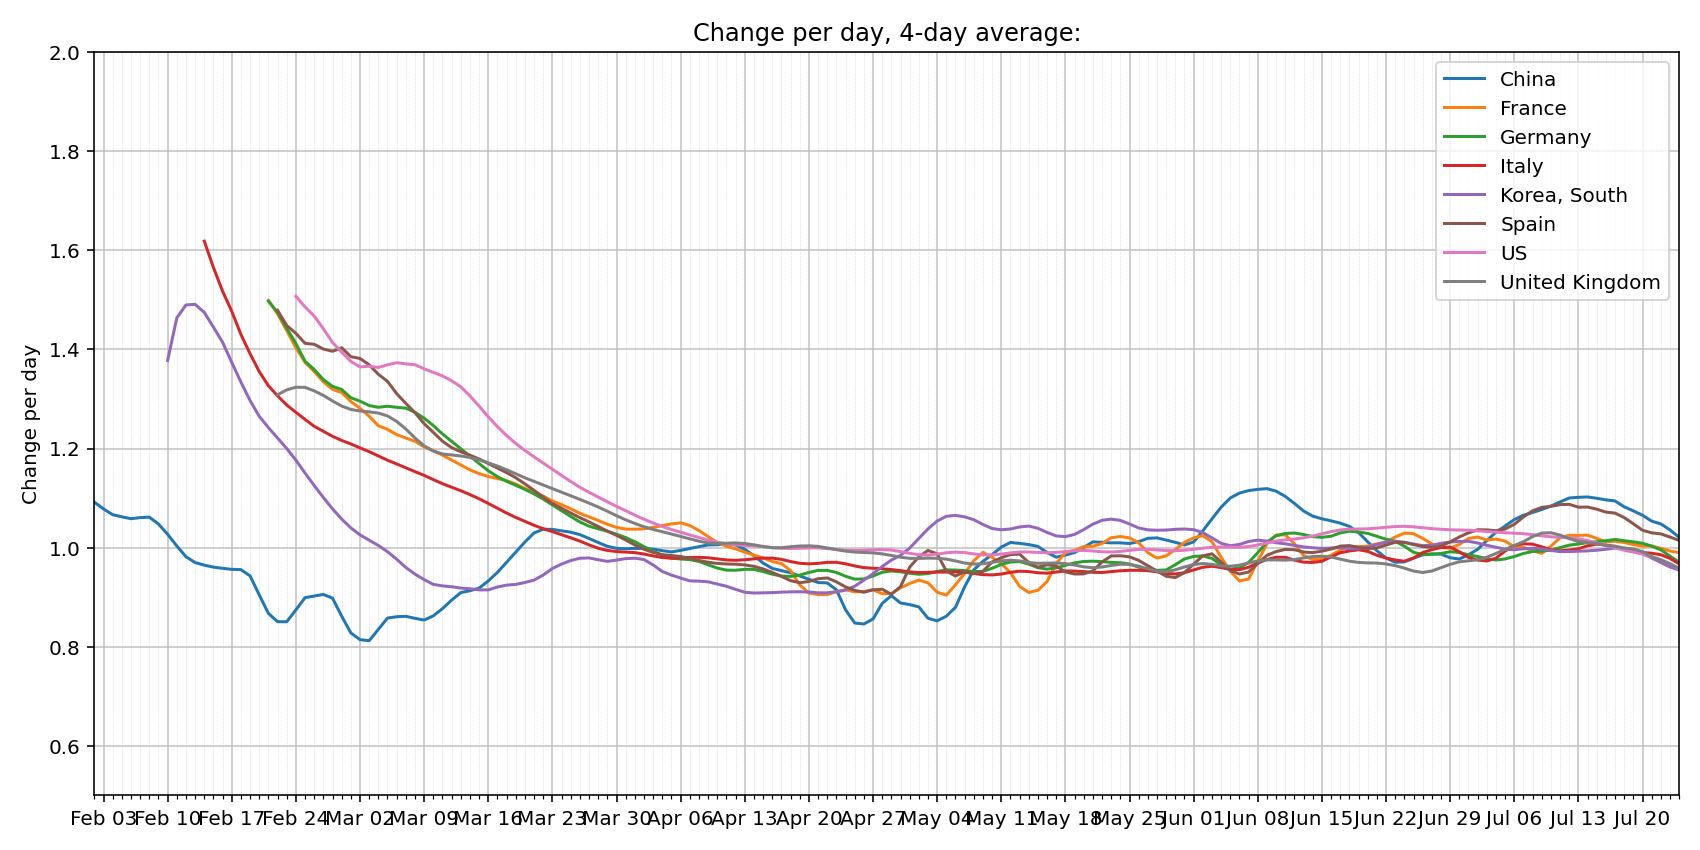 Change per day, 4-day average:
2.0
1.8
1.6
1.4
1.2
1.0
0.8
0.6
Change per day
China
France
Germany
Italy
Korea, South
Spain
US
United Kingdom
Feb 03 Feb 10 Feb 17 Feb 24 Mar 02 Mar 09 Mar 16 Mar 23 Mar 30 Apr 06 Apr 13 Apr 20 Apr 27 May 04 May 11 May 18 May 25 Jun 01 Jun 08 Jun 15 Jun 22 Jun 29 Jul 06 Jul 13 Jul 20